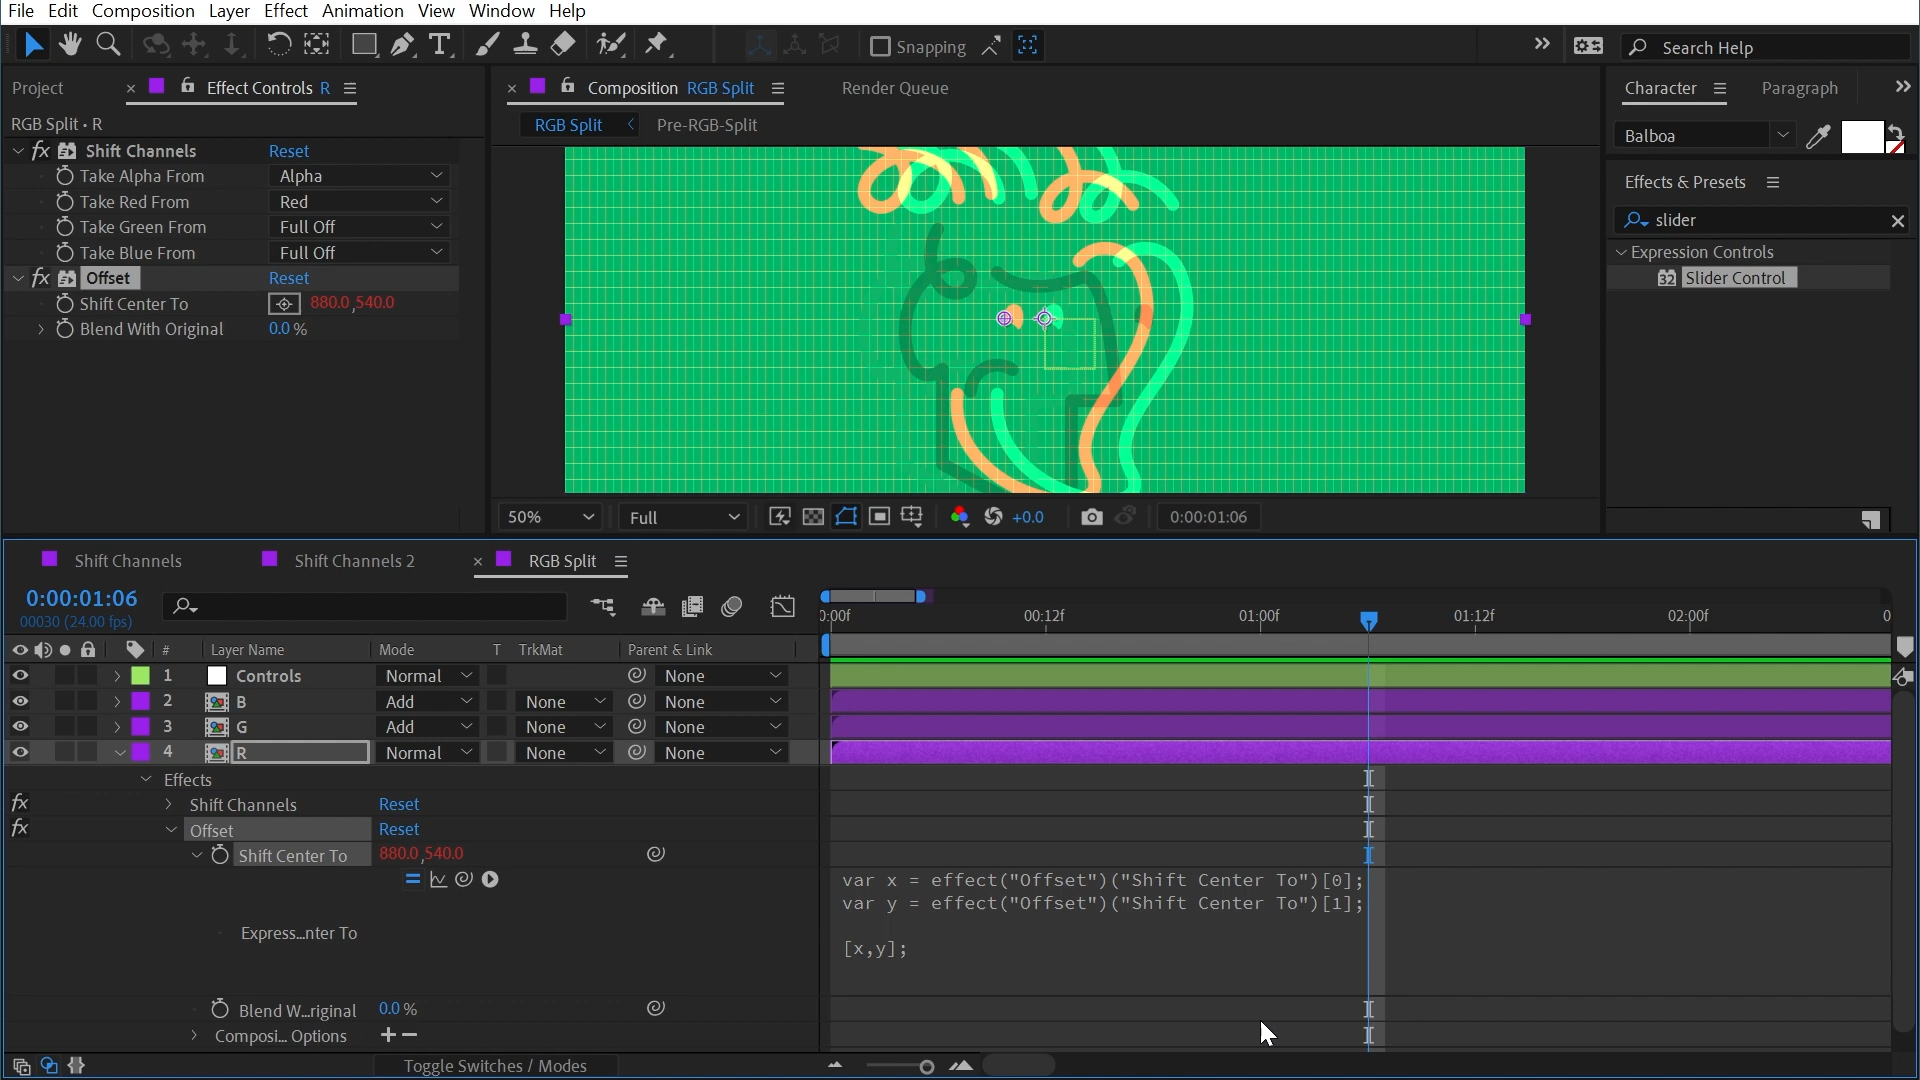 File Edit Composition Layer Effect Animation View Window Help
T Snapping Search Help
Project × Effect Controls R
RGB Split • R
fx Shift Channels Reset
Take Alpha From Alpha
Take Red From Red
Take Green From Full Off
Take Blue From Full Off
fx Offset Reset
Shift Center To 880.0 ,540.0
Blend With Original 0.0 %
× Composition RGB Split Render Queue
RGB Split Pre-RGB-Split
50% Full +0.0 0:00:01:06
Character Paragraph
Balboa
Effects & Presets
slider
Expression Controls
32 Slider Control
Shift Channels Shift Channels 2 × RGB Split
0:00:01:06
00030 (24.00 fps)
0:00f 00:12f 01:00f 01:12f 02:00f 0
# Layer Name Mode T TrkMat Parent & Link
1 Controls Normal None
2 B Add None None
3 G Add None None
4 R Normal None None
Effects
fx Shift Channels Reset
fx Offset Reset
Shift Center To 880.0 ,540.0
var x = effect("Offset")("Shift Center To")[0];
var y = effect("Offset")("Shift Center To")[1];
Express...nter To
[x,y];
Blend W...riginal 0.0 %
Composi... Options + −
Toggle Switches / Modes